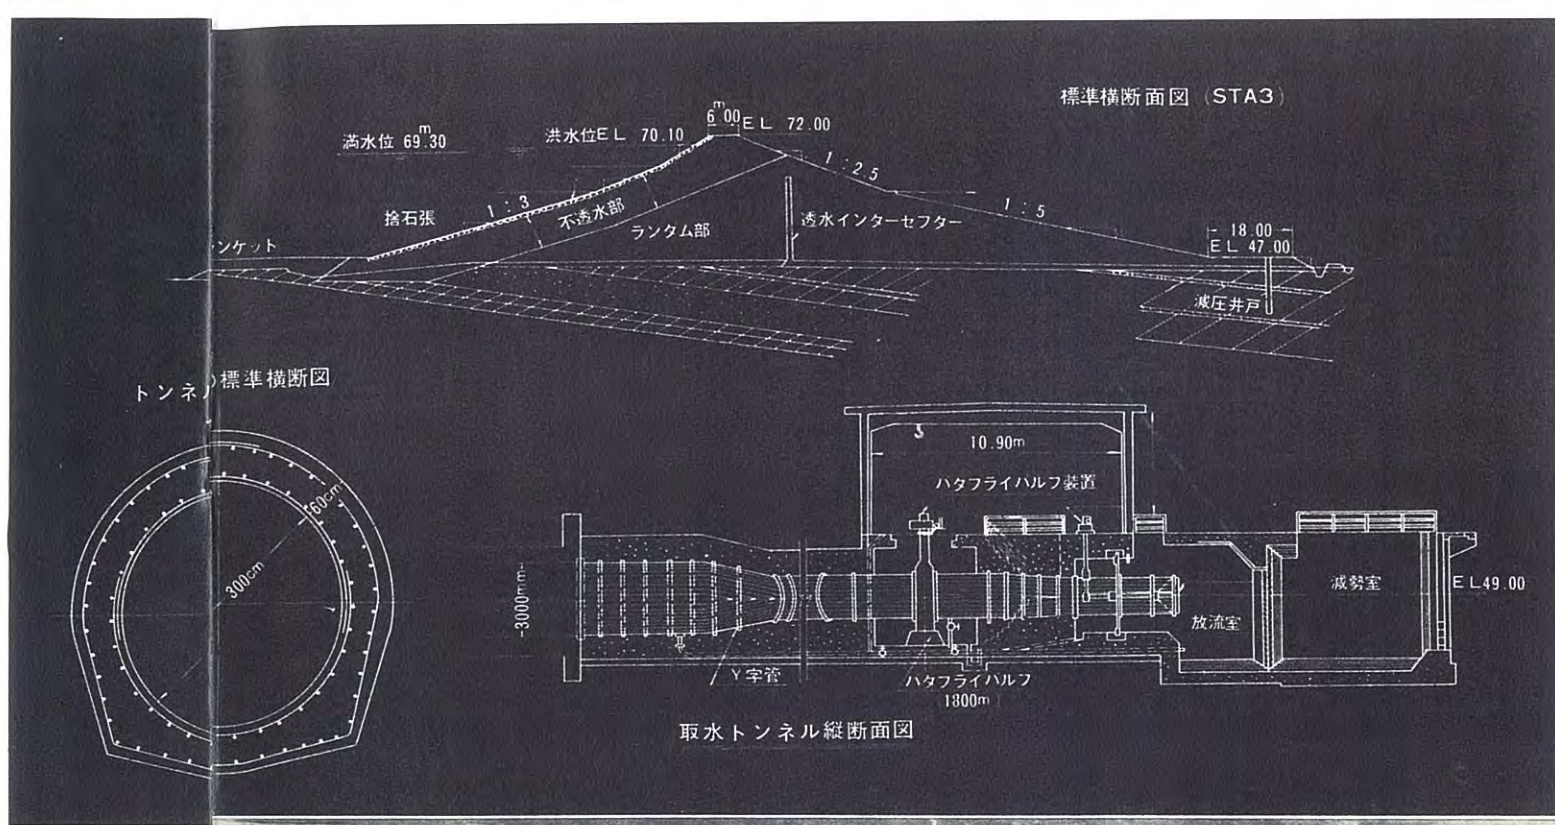 標準横断面図 (STA3)
6.00m
EL 72.00
満水位 69.30m
洪水位EL 70.10
1:2.5
捨石張
1:3
不透水部
1:5
ランタム部
透水インターセフター
ンケット
18.00
EL 47.00
減圧井戸
トンネル標準横断図
60cm
300cm
10.90m
ハタフライハルフ装置
3000mm
減勢室
EL49.00
放流室
Y字管
ハタフライハルフ
1800m
取水トンネル縦断面図